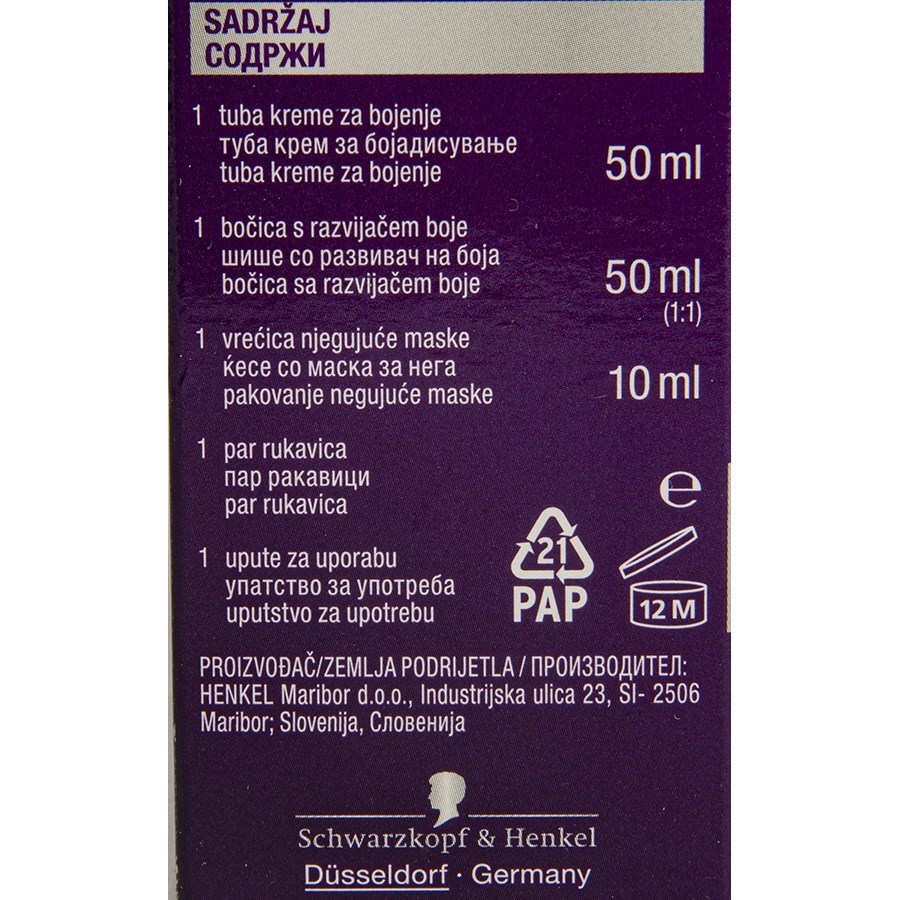 SADRŽAJ
СОДРЖИ
1 tuba kreme za bojenje
туба крем за бојадисување
tuba kreme za bojenje
50 ml
1 bočica s razvijačem boje
шише со развивач на боја
bočica sa razvijačem boje
50 ml
(1:1)
1 vrećica njegujuće maske
ќесе со маска за нега
pakovanje negujuće maske
10 ml
1 par rukavica
пар ракавици
par rukavica
℮
1 upute za uporabu
упатство за употреба
uputstvo za upotrebu
21
PAP
12 M
PROIZVOĐAČ/ZEMLJA PODRIJETLA / ПРОИЗВОДИТЕЛ:
HENKEL Maribor d.o.o., Industrijska ulica 23, SI- 2506
Maribor; Slovenija, Словенија
Schwarzkopf & Henkel
Düsseldorf · Germany